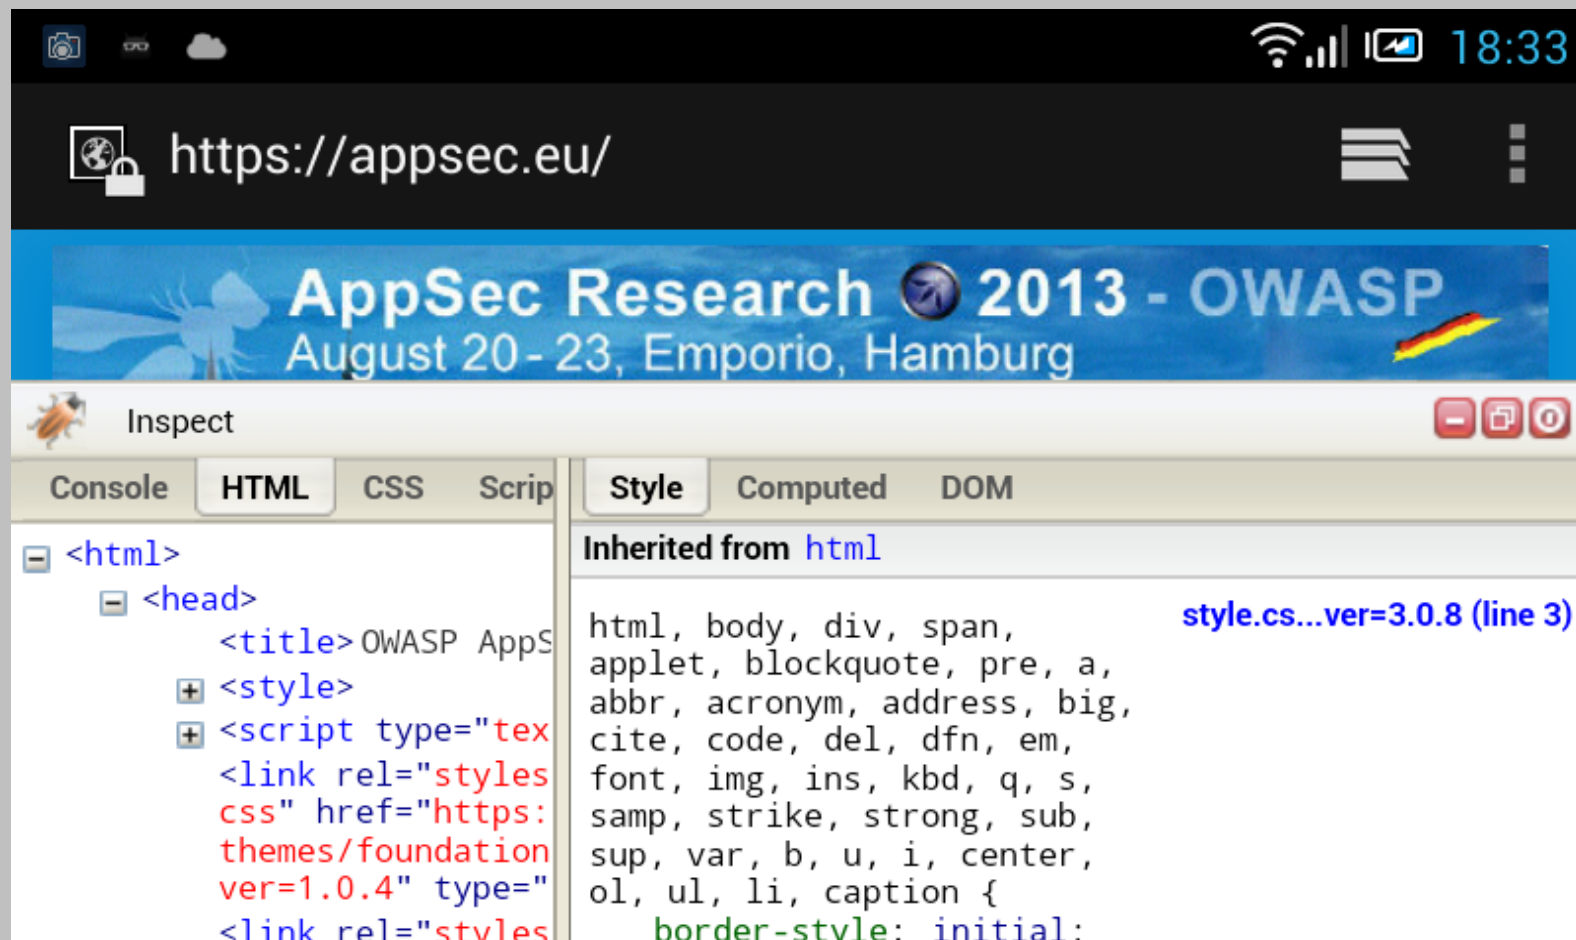 18:33
https://appsec.eu/
AppSec Research 2013 - OWASP
August 20 - 23, Emporio, Hamburg
Inspect
Console HTML CSS Scrip
Style Computed DOM
<html>
<head>
<title>OWASP AppS
<style>
<script type="tex
<link rel="styles
css" href="https:
themes/foundation
ver=1.0.4" type="
<link rel="styles
Inherited from html
style.cs...ver=3.0.8 (line 3)
html, body, div, span,
applet, blockquote, pre, a,
abbr, acronym, address, big,
cite, code, del, dfn, em,
font, img, ins, kbd, q, s,
samp, strike, strong, sub,
sup, var, b, u, i, center,
ol, ul, li, caption {
border-style: initial;